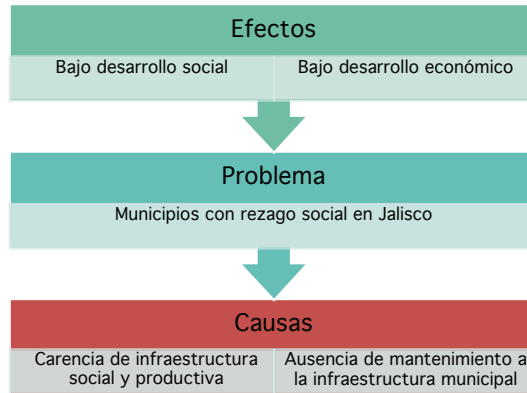 Efectos
Bajo desarrollo social
Bajo desarrollo económico
Problema
Municipios con rezago social en Jalisco
Causas
Carencia de infraestructura
social y productiva
Ausencia de mantenimiento a
la infraestructura municipal